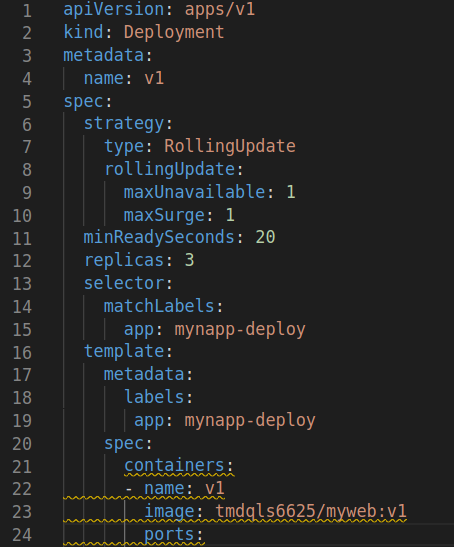 1 apiVersion: apps/v1
2 kind: Deployment
3 metadata:
4   name: v1
5 spec:
6   strategy:
7     type: RollingUpdate
8     rollingUpdate:
9       maxUnavailable: 1
10       maxSurge: 1
11   minReadySeconds: 20
12   replicas: 3
13   selector:
14     matchLabels:
15       app: mynapp-deploy
16   template:
17     metadata:
18       labels:
19        app: mynapp-deploy
20     spec:
21       containers:
22       - name: v1
23         image: tmdqls6625/myweb:v1
24         ports: